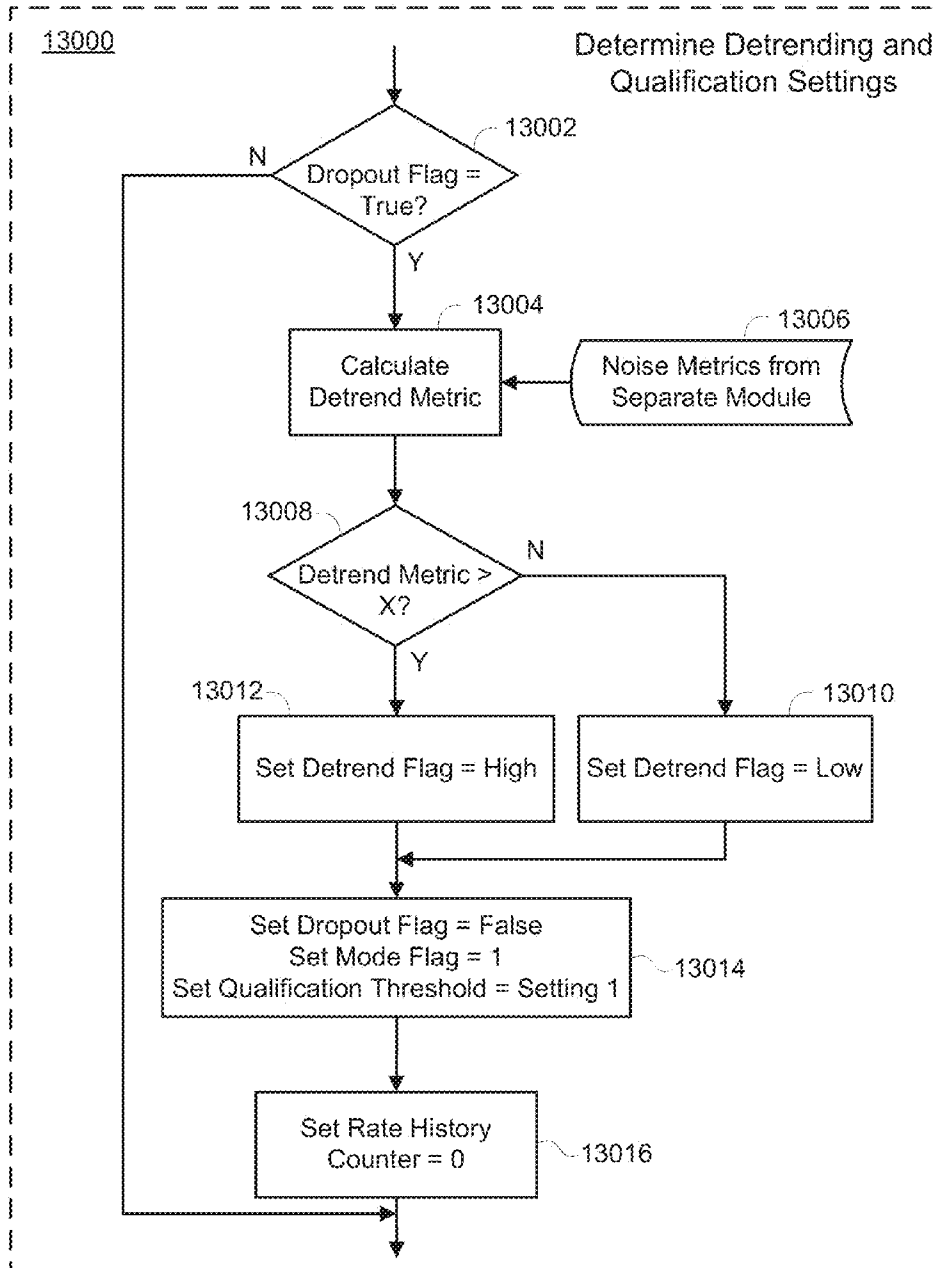 13000
Determine Detrending and
Qualification Settings
13002
N
Dropout Flag =
True?
Y
13004
Calculate
Detrend Metric
13006
Noise Metrics from
Separate Module
13008
N
Detrend Metric >
X?
Y
13012
Set Detrend Flag = High
13010
Set Detrend Flag = Low
Set Dropout Flag = False
Set Mode Flag = 1
Set Qualification Threshold = Setting 1
13014
Set Rate History
Counter = 0
13016